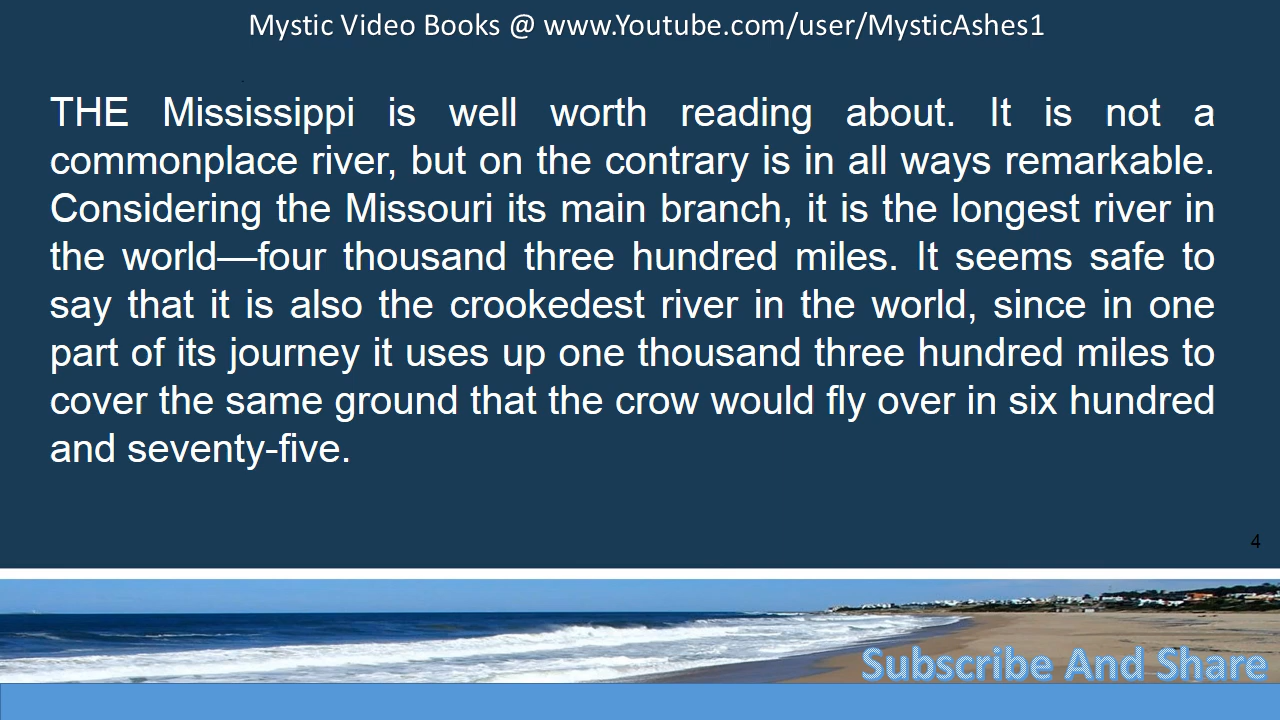 Mystic Video Books @ www.Youtube.com/user/MysticAshes1
THE Mississippi is well worth reading about. It is not a
commonplace river, but on the contrary is in all ways remarkable.
Considering the Missouri its main branch, it is the longest river in
the world—four thousand three hundred miles. It seems safe to
say that it is also the crookedest river in the world, since in one
part of its journey it uses up one thousand three hundred miles to
cover the same ground that the crow would fly over in six hundred
and seventy-five.
4
Subscribe And Share